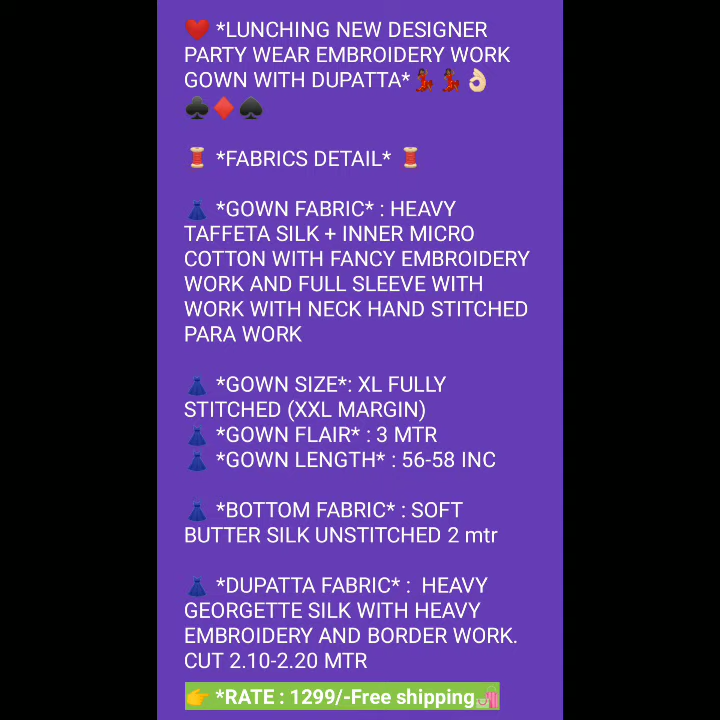 ❤️ *LUNCHING NEW DESIGNER
PARTY WEAR EMBROIDERY WORK
GOWN WITH DUPATTA*💃💃👌
♣️♦️♠️
🧵 *FABRICS DETAIL* 🧵
👗 *GOWN FABRIC* : HEAVY
TAFFETA SILK + INNER MICRO
COTTON WITH FANCY EMBROIDERY
WORK AND FULL SLEEVE WITH
WORK WITH NECK HAND STITCHED
PARA WORK
👗 *GOWN SIZE*: XL FULLY
STITCHED (XXL MARGIN)
👗 *GOWN FLAIR* : 3 MTR
👗 *GOWN LENGTH* : 56-58 INC
👗 *BOTTOM FABRIC* : SOFT
BUTTER SILK UNSTITCHED 2 mtr
👗 *DUPATTA FABRIC* :  HEAVY
GEORGETTE SILK WITH HEAVY
EMBROIDERY AND BORDER WORK.
CUT 2.10-2.20 MTR
👉 *RATE : 1299/-Free shipping🛍️